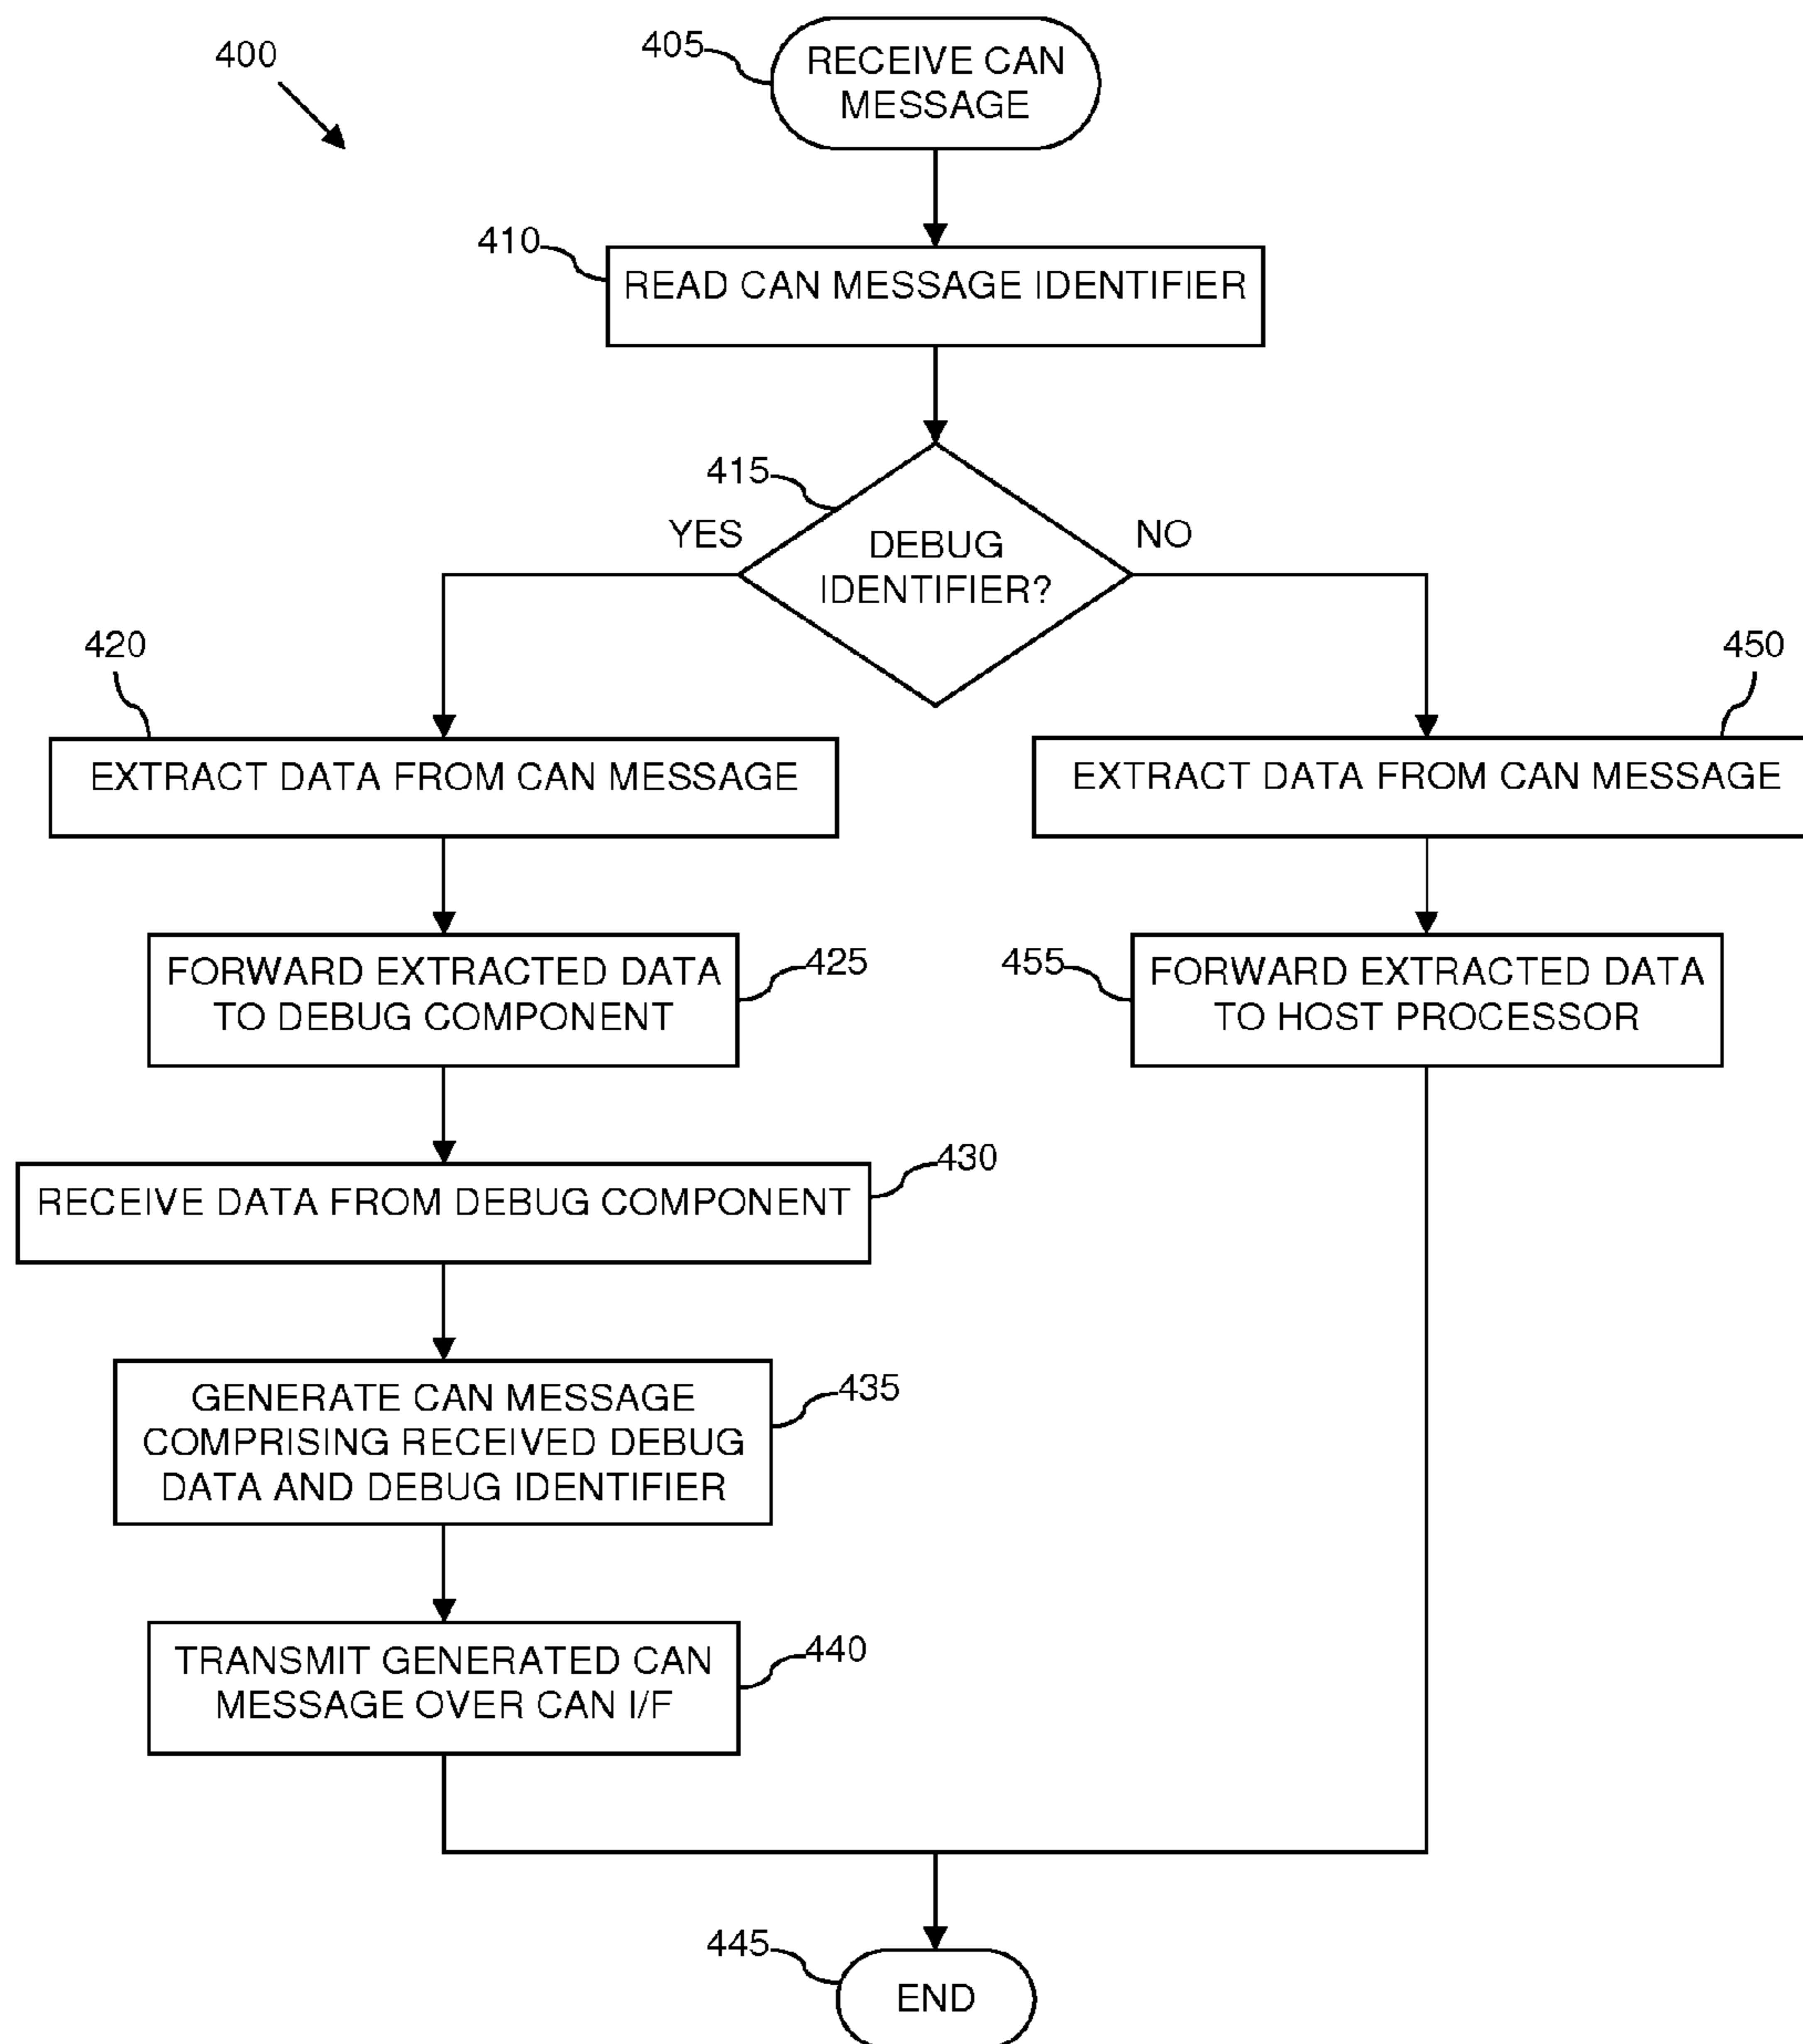 400
405
RECEIVE CAN
MESSAGE
410
READ CAN MESSAGE IDENTIFIER
415
YES
DEBUG
IDENTIFIER?
NO
420
EXTRACT DATA FROM CAN MESSAGE
450
EXTRACT DATA FROM CAN MESSAGE
FORWARD EXTRACTED DATA
TO DEBUG COMPONENT
425
455
FORWARD EXTRACTED DATA
TO HOST PROCESSOR
430
RECEIVE DATA FROM DEBUG COMPONENT
GENERATE CAN MESSAGE
COMPRISING RECEIVED DEBUG
DATA AND DEBUG IDENTIFIER
435
TRANSMIT GENERATED CAN
MESSAGE OVER CAN I/F
440
445
END